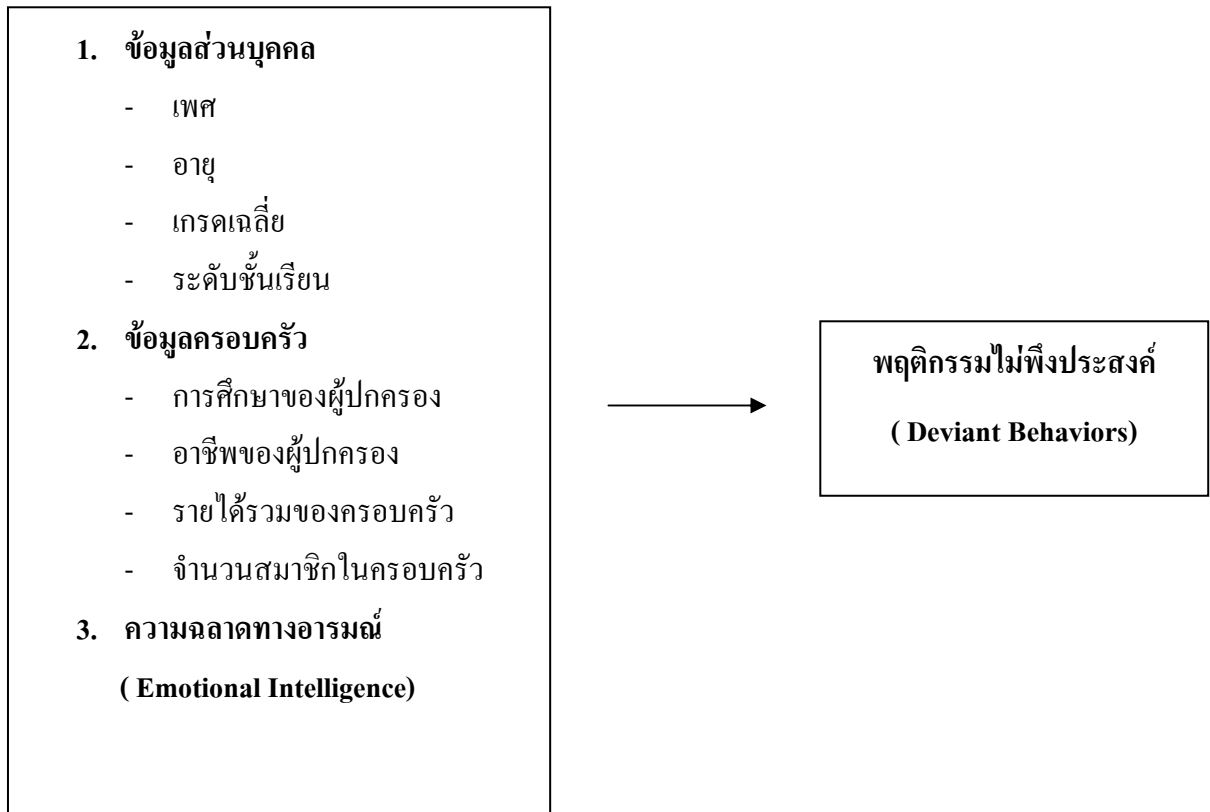 1. ข้อมูลส่วนบุคคล
- เพศ
- อายุ
- เกรดเฉลี่ย
- ระดับชั้นเรียน
2. ข้อมูลครอบครัว
- การศึกษาของผู้ปกครอง
- อาชีพของผู้ปกครอง
- รายได้รวมของครอบครัว
- จำนวนสมาชิกในครอบครัว
3. ความฉลาดทางอารมณ์
( Emotional Intelligence)
พฤติกรรมไม่พึงประสงค์
( Deviant Behaviors)